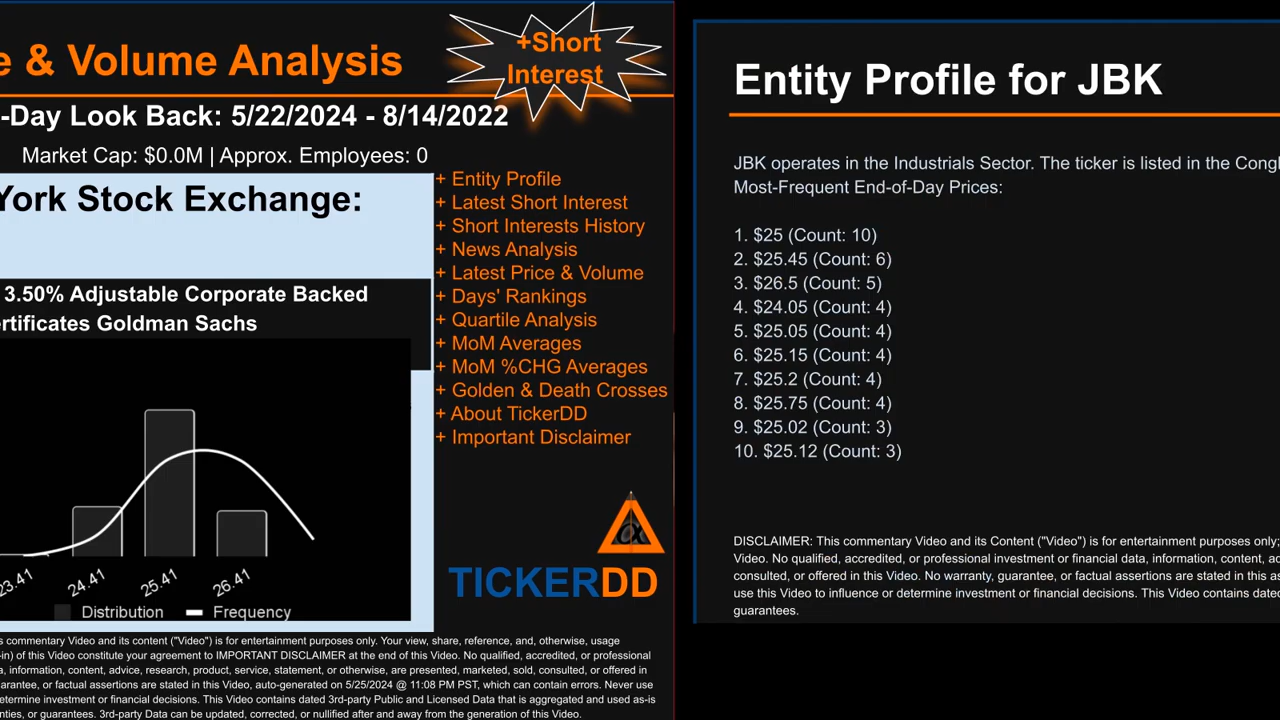 e & Volume Analysis
+Short
Interest
-Day Look Back: 5/22/2024 - 8/14/2022
Market Cap: $0.0M | Approx. Employees: 0
York Stock Exchange:
3.50% Adjustable Corporate Backed
ertificates Goldman Sachs
23.41
24.41
25.41
26.41
Distribution
Frequency
+ Entity Profile
+ Latest Short Interest
+ Short Interests History
+ News Analysis
+ Latest Price & Volume
+ Days' Rankings
+ Quartile Analysis
+ MoM Averages
+ MoM %CHG Averages
+ Golden & Death Crosses
+ About TickerDD
+ Important Disclaimer
TICKERDD
s commentary Video and its content ("Video") is for entertainment purposes only. Your view, share, reference, and, otherwise, usage
-in) of this Video constitute your agreement to IMPORTANT DISCLAIMER at the end of this Video. No qualified, accredited, or professional
a, information, content, advice, research, product, service, statement, or otherwise, are presented, marketed, sold, consulted, or offered in
arantee, or factual assertions are stated in this Video, auto-generated on 5/25/2024 @ 11:08 PM PST, which can contain errors. Never use
etermine investment or financial decisions. This Video contains dated 3rd-party Public and Licensed Data that is aggregated and used as-is
nties, or guarantees. 3rd-party Data can be updated, corrected, or nullified after and away from the generation of this Video.
Entity Profile for JBK
JBK operates in the Industrials Sector. The ticker is listed in the Congl
Most-Frequent End-of-Day Prices:
1. $25 (Count: 10)
2. $25.45 (Count: 6)
3. $26.5 (Count: 5)
4. $24.05 (Count: 4)
5. $25.05 (Count: 4)
6. $25.15 (Count: 4)
7. $25.2 (Count: 4)
8. $25.75 (Count: 4)
9. $25.02 (Count: 3)
10. $25.12 (Count: 3)
DISCLAIMER: This commentary Video and its Content ("Video") is for entertainment purposes only;
Video. No qualified, accredited, or professional investment or financial data, information, content, ad
consulted, or offered in this Video. No warranty, guarantee, or factual assertions are stated in this as
use this Video to influence or determine investment or financial decisions. This Video contains dated
guarantees.